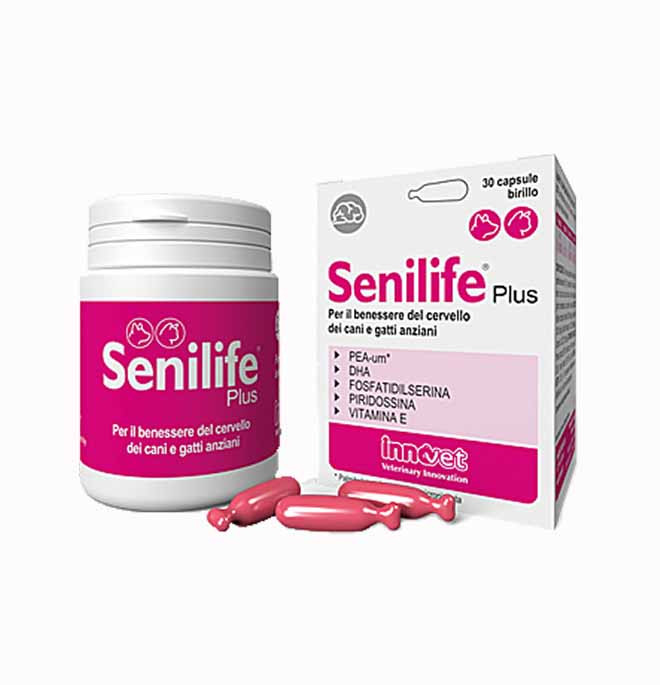 Senilife®
Plus
Per il benessere del cervello
dei cani e gatti anziani
30 capsule
birillo
Senilife®
Plus
Per il benessere del cervello
dei cani e gatti anziani
PEA-um*
DHA
FOSFATIDILSERINA
PIRIDOSSINA
VITAMINA E
innovet
Veterinary Innovation